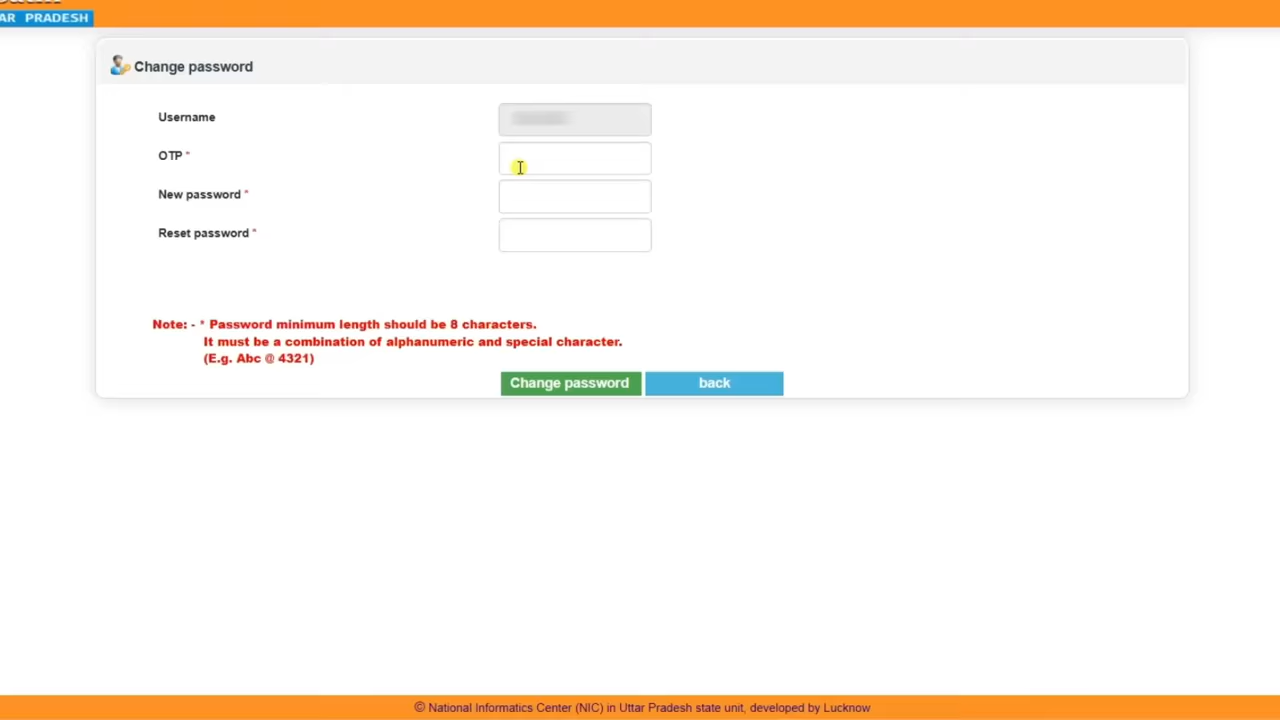 AR PRADESH
Change password
Username
OTP *
New password *
Reset password *
Note: - * Password minimum length should be 8 characters.
It must be a combination of alphanumeric and special character.
(E.g. Abc @ 4321)
Change password
back
© National Informatics Center (NIC) in Uttar Pradesh state unit, developed by Lucknow